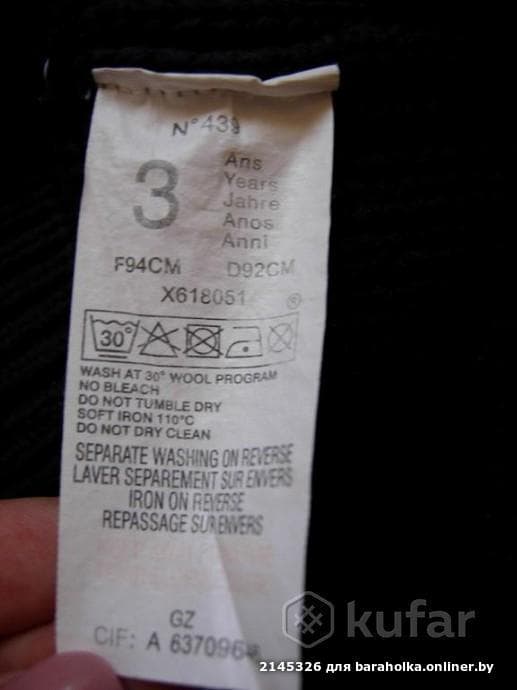 N°439
3
Ans
Years
Jahre
Anos
Anni
F94CM D92CM
X618051
30°
WASH AT 30° WOOL PROGRAM
NO BLEACH
DO NOT TUMBLE DRY
SOFT IRON 110°C
DO NOT DRY CLEAN
SEPARATE WASHING ON REVERSE
LAVER SEPAREMENT SUR ENVERS
IRON ON REVERSE
REPASSAGE SUR ENVERS
GZ
CIF: A 637096
kufar
2145326 для baraholka.onliner.by